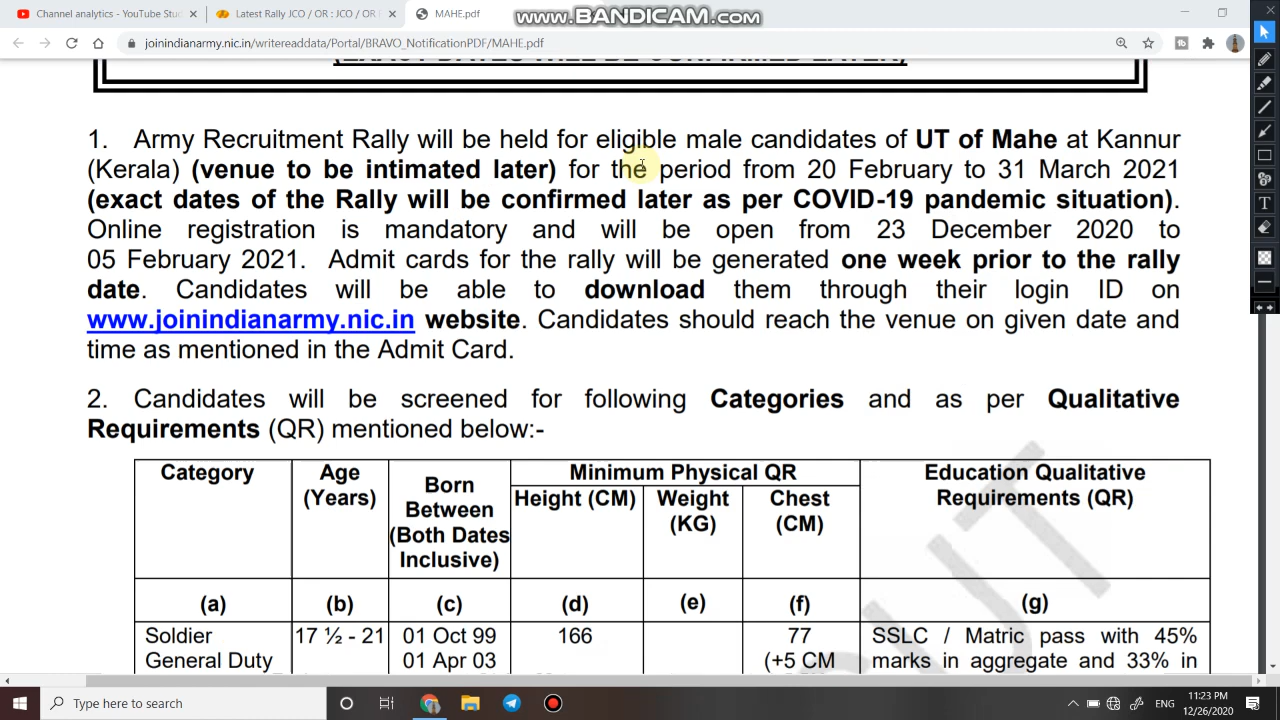 Channel analytics - YouTube Stud
Latest Rally JCO / OR : JCO / OR
MAHE.pdf
www.BANDICAM.com
joinindianarmy.nic.in/writereaddata/Portal/BRAVO_NotificationPDF/MAHE.pdf
(EXACT DATES WILL BE CONFIRMED LATER)
1. Army Recruitment Rally will be held for eligible male candidates of UT of Mahe at Kannur
(Kerala) (venue to be intimated later) for the period from 20 February to 31 March 2021
(exact dates of the Rally will be confirmed later as per COVID-19 pandemic situation).
Online registration is mandatory and will be open from 23 December 2020 to
05 February 2021. Admit cards for the rally will be generated one week prior to the rally
date. Candidates will be able to download them through their login ID on
www.joinindianarmy.nic.in website. Candidates should reach the venue on given date and
time as mentioned in the Admit Card.
2. Candidates will be screened for following Categories and as per Qualitative
Requirements (QR) mentioned below:-
Category
Age
(Years)
Born
Between
(Both Dates
Inclusive)
Minimum Physical QR
Height (CM)
Weight
(KG)
Chest
(CM)
Education Qualitative
Requirements (QR)
(a)
(b)
(c)
(d)
(e)
(f)
(g)
Soldier
General Duty
17 ½ - 21
01 Oct 99
01 Apr 03
166
77
(+5 CM
SSLC / Matric pass with 45%
marks in aggregate and 33% in
Type here to search
ENG
11:23 PM
12/26/2020